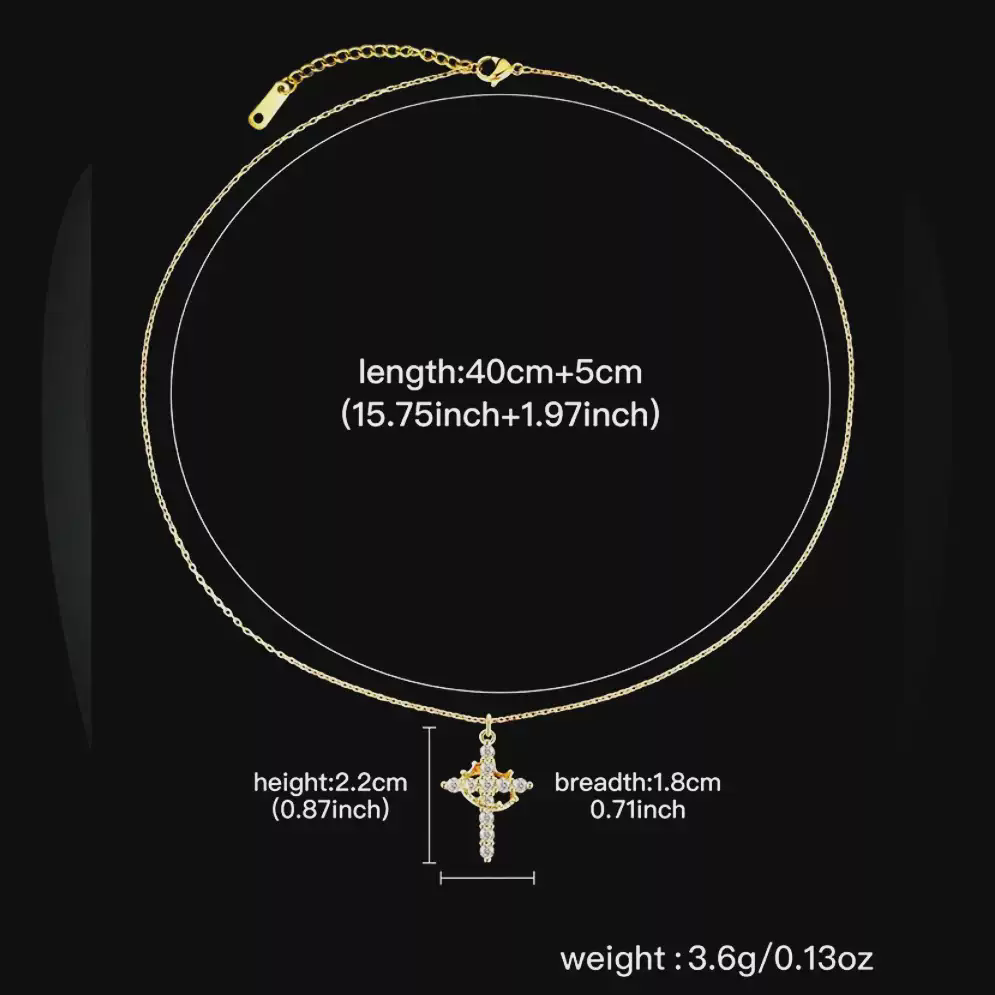 length:40cm+5cm
(15.75inch+1.97inch)
height:2.2cm
(0.87inch)
breadth:1.8cm
0.71inch
weight:3.6g/0.13oz